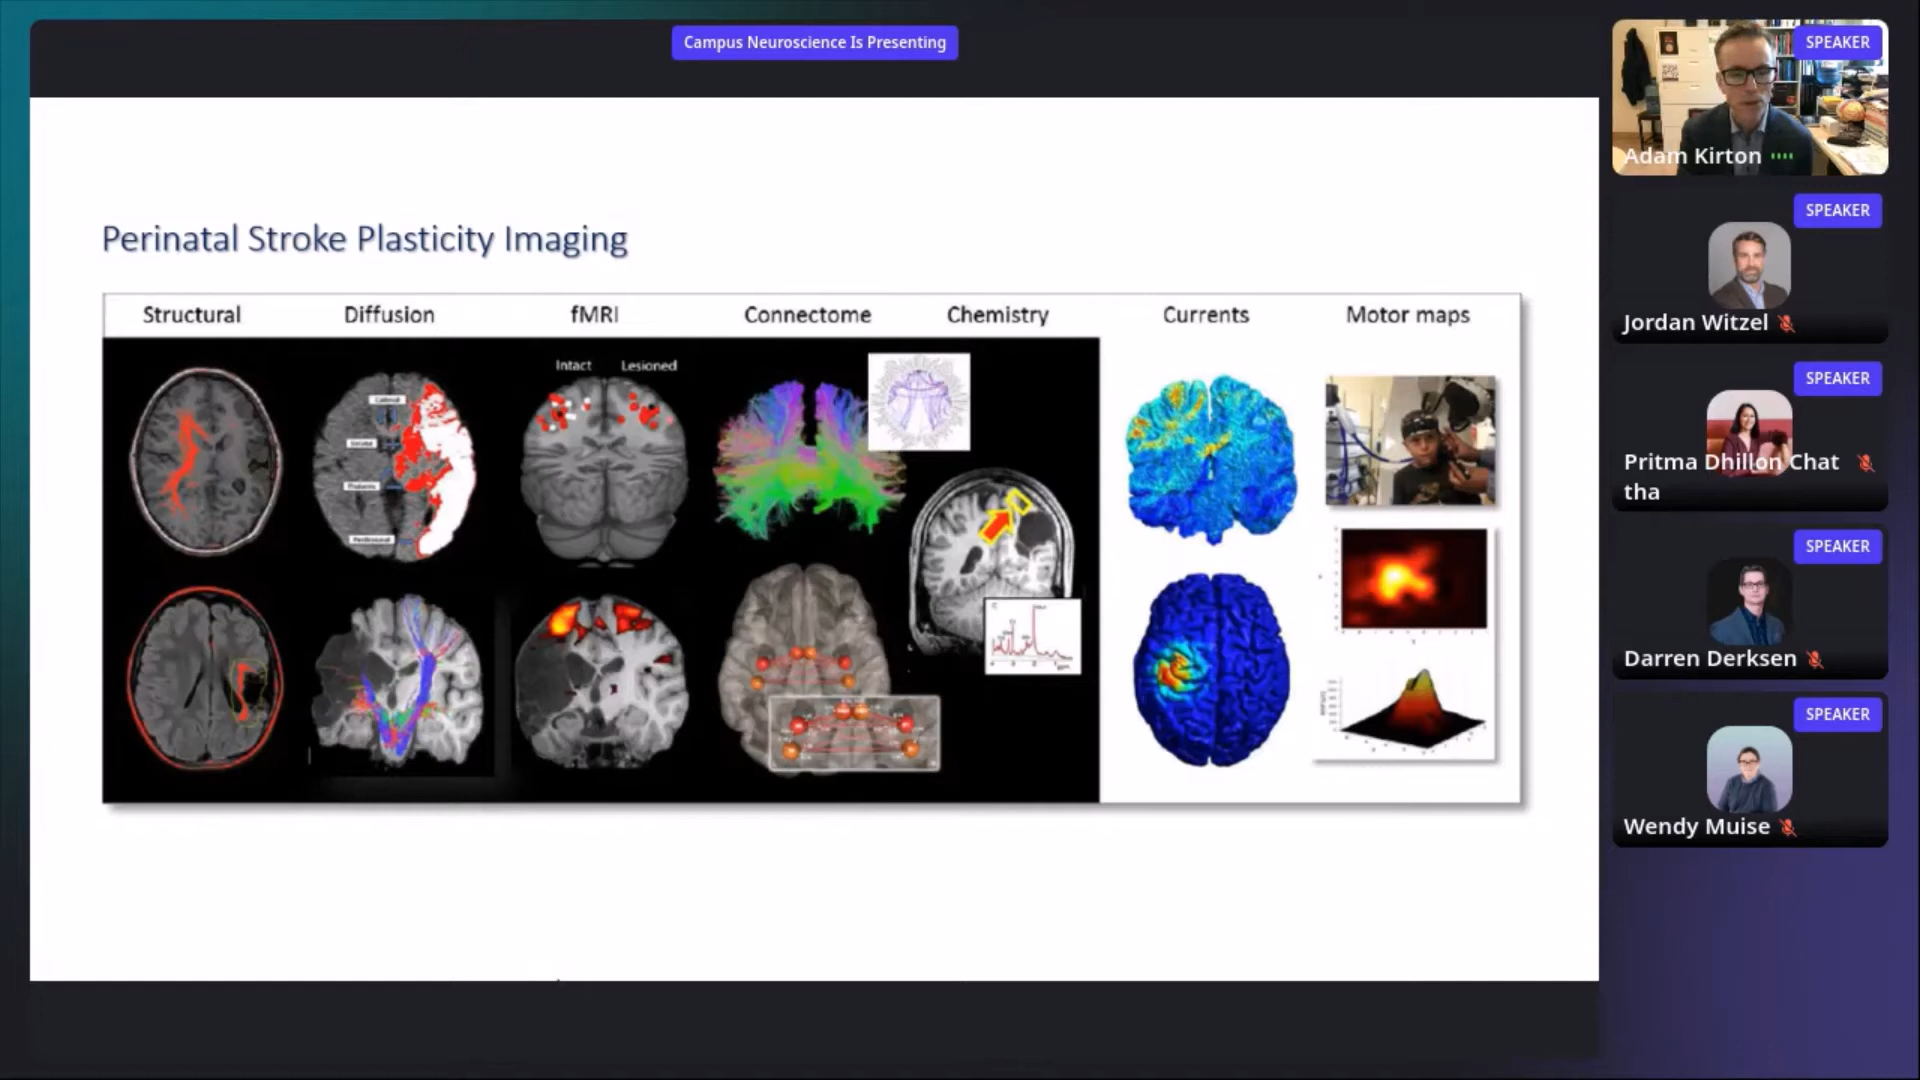 Campus Neuroscience Is Presenting
Perinatal Stroke Plasticity Imaging
Structural Diffusion fMRI Connectome Chemistry Currents Motor maps
Intact Lesioned
SPEAKER
Adam Kirton
SPEAKER
Jordan Witzel
SPEAKER
Pritma Dhillon Chat
tha
SPEAKER
Darren Derksen
SPEAKER
Wendy Muise